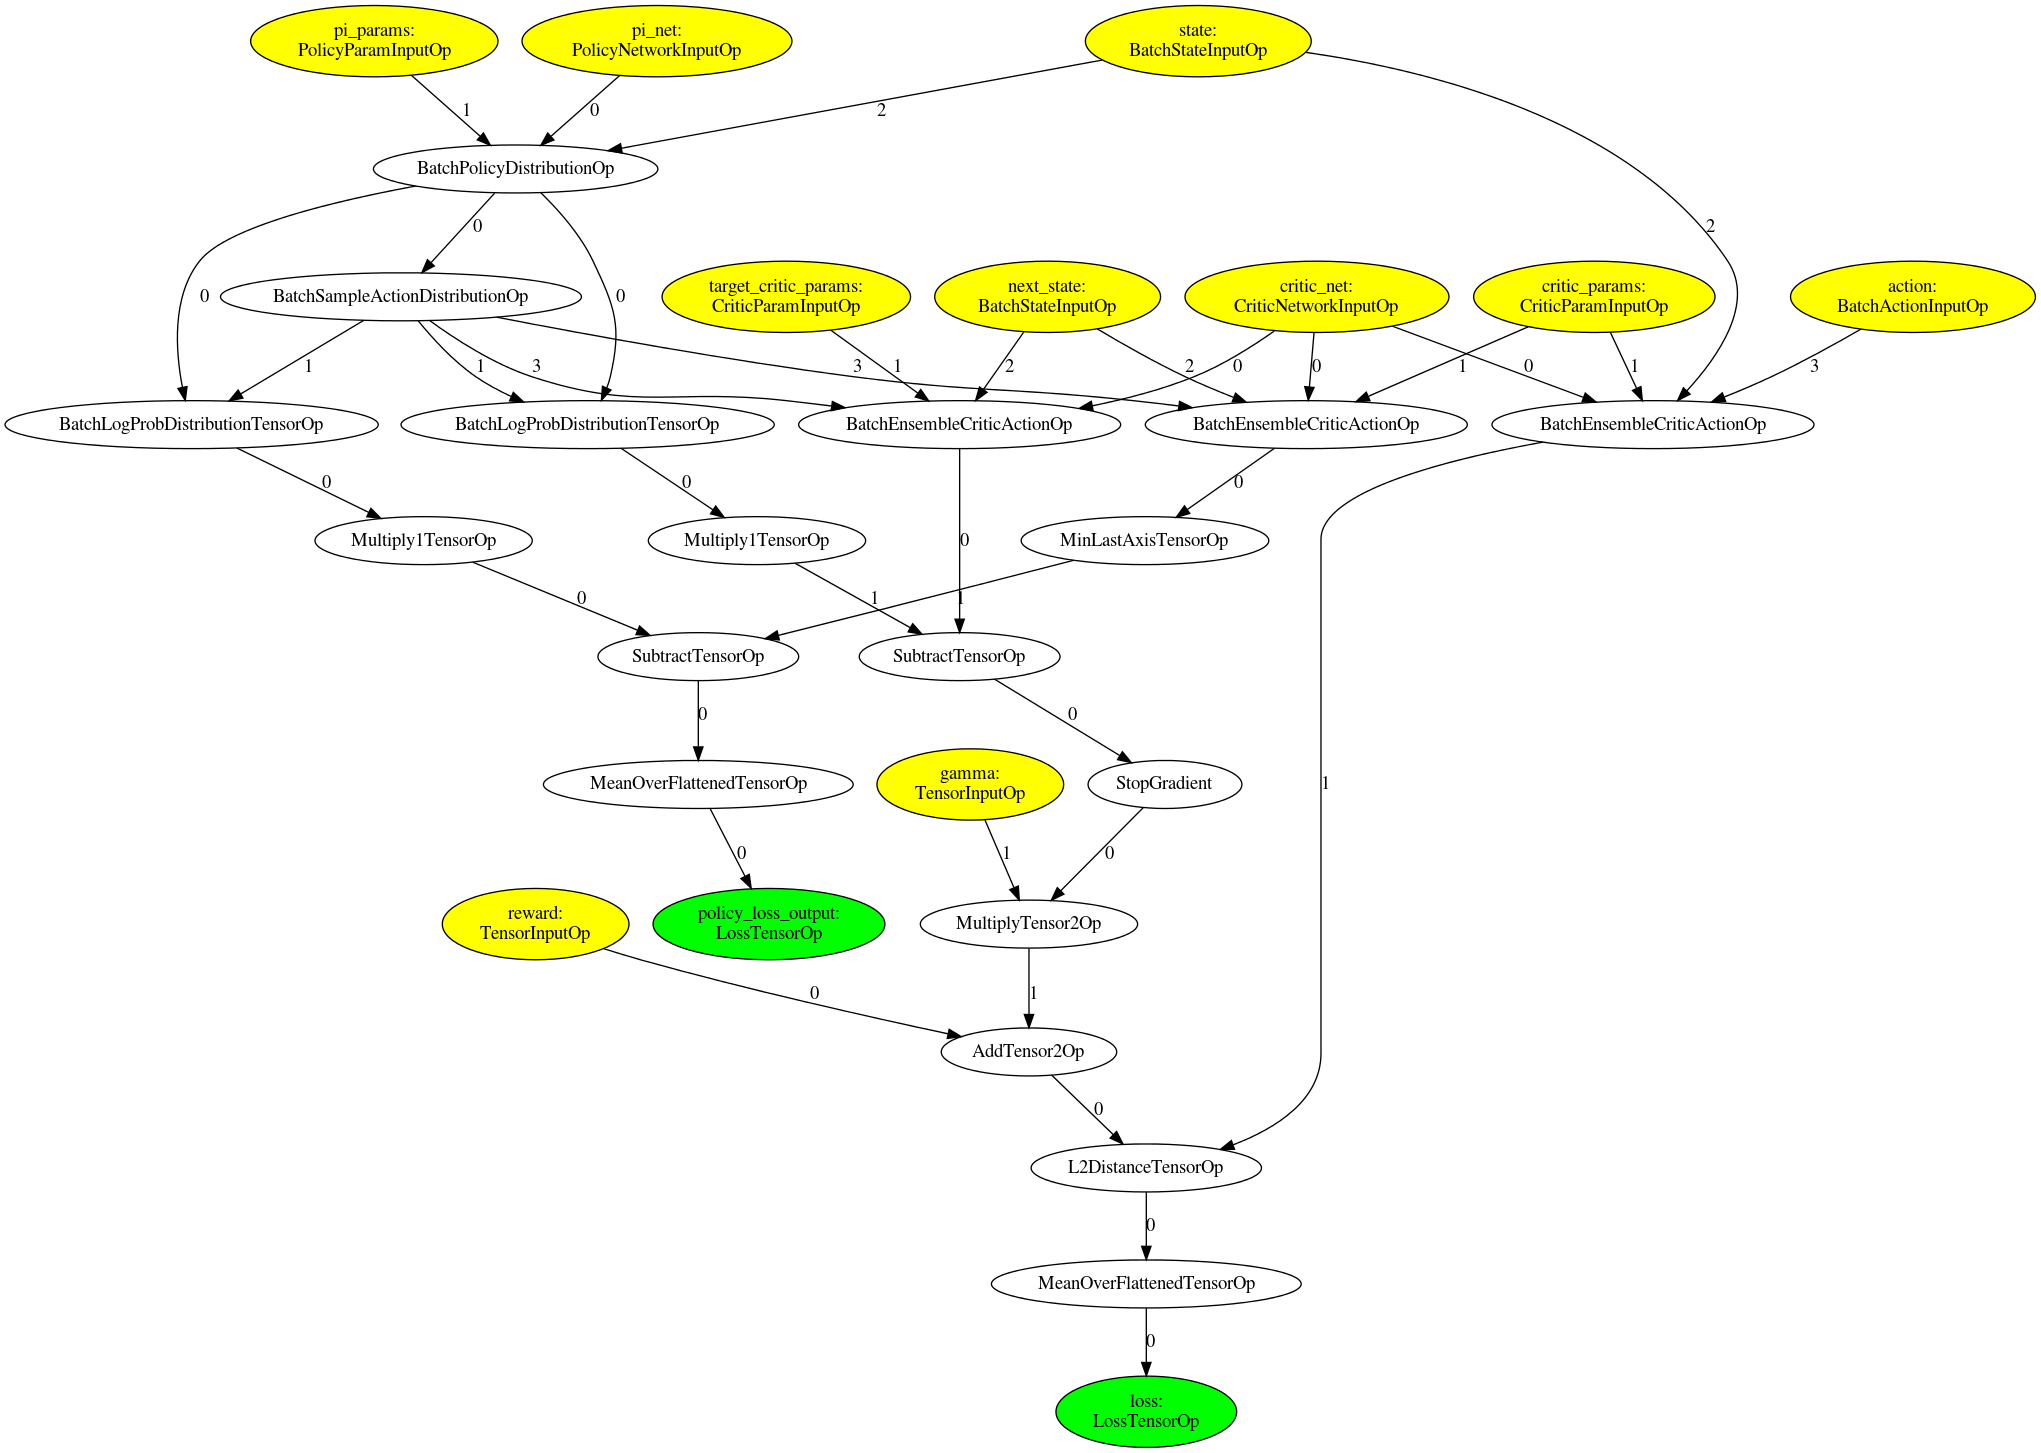 pi_params:
PolicyParamInputOp
pi_net:
PolicyNetworkInputOp
state:
BatchStateInputOp
1
0
2
BatchPolicyDistributionOp
0
2
BatchSampleActionDistributionOp
0
0
target_critic_params:
CriticParamInputOp
next_state:
BatchStateInputOp
critic_net:
CriticNetworkInputOp
critic_params:
CriticParamInputOp
action:
BatchActionInputOp
1
1
3
3
1
2
2
0
0
1
0
1
3
BatchLogProbDistributionTensorOp
BatchLogProbDistributionTensorOp
BatchEnsembleCriticActionOp
BatchEnsembleCriticActionOp
BatchEnsembleCriticActionOp
0
0
0
Multiply1TensorOp
Multiply1TensorOp
0
MinLastAxisTensorOp
0
1
1
SubtractTensorOp
SubtractTensorOp
0
0
MeanOverFlattenedTensorOp
gamma:
TensorInputOp
StopGradient
1
0
1
0
reward:
TensorInputOp
policy_loss_output:
LossTensorOp
MultiplyTensor2Op
0
1
AddTensor2Op
0
L2DistanceTensorOp
0
MeanOverFlattenedTensorOp
0
loss:
LossTensorOp